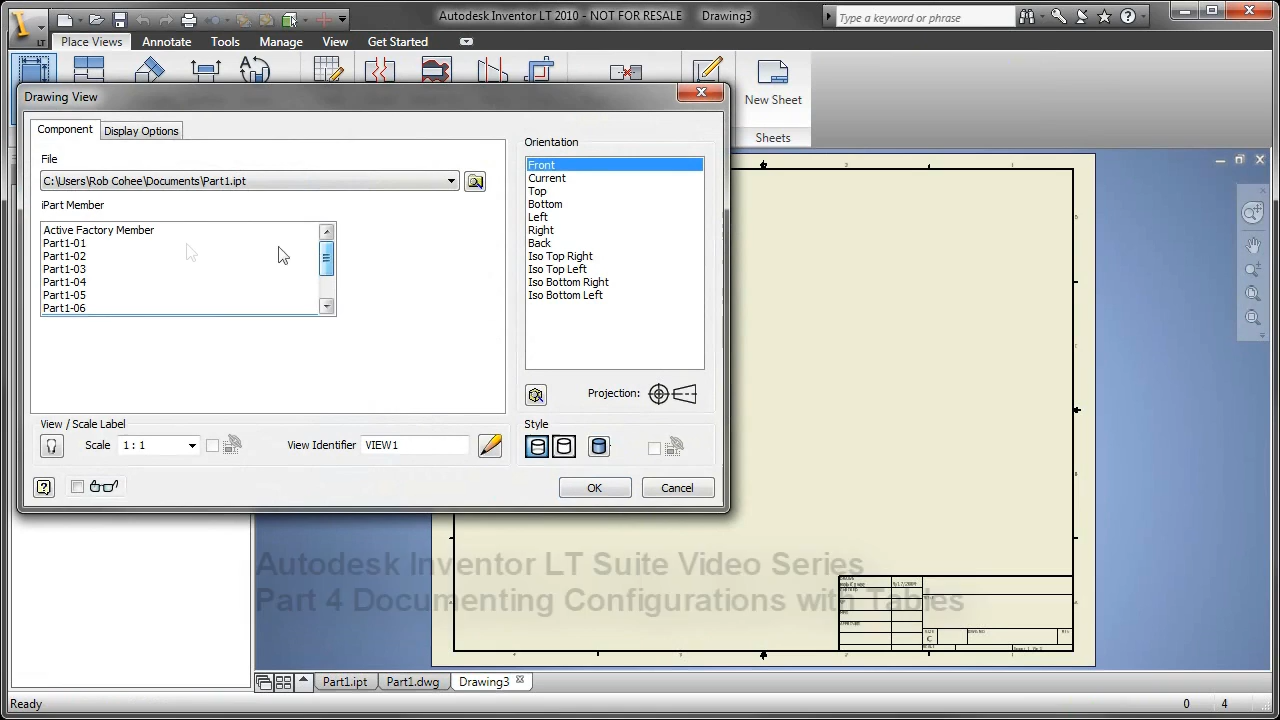 Autodesk Inventor LT 2010 - NOT FOR RESALE Drawing3
Type a keyword or phrase
LT
Place Views Annotate Tools Manage View Get Started
New Sheet
Sheets
Drawing View
Component Display Options
File
C:\Users\Rob Cohee\Documents\Part1.ipt
iPart Member
Active Factory Member
Part1-01
Part1-02
Part1-03
Part1-04
Part1-05
Part1-06
Orientation
Front
Current
Top
Bottom
Left
Right
Back
Iso Top Right
Iso Top Left
Iso Bottom Right
Iso Bottom Left
Projection:
View / Scale Label
Scale 1 : 1
View Identifier VIEW1
Style
OK Cancel
Autodesk Inventor LT Suite Video Series
Part 4 Documenting Configurations with Tables
C
Part1.ipt Part1.dwg Drawing3
Ready 0 4